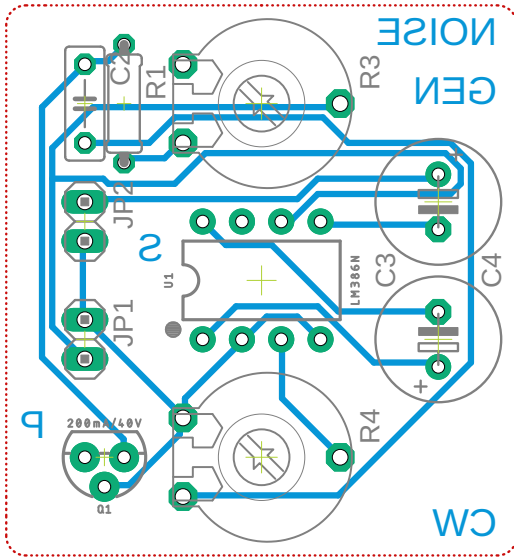 NOISE
GEN
C2
R1
R3
JP2
S
U1
LM386N
C3
C4
JP1
P
200mA/40V
Q1
R4
CW